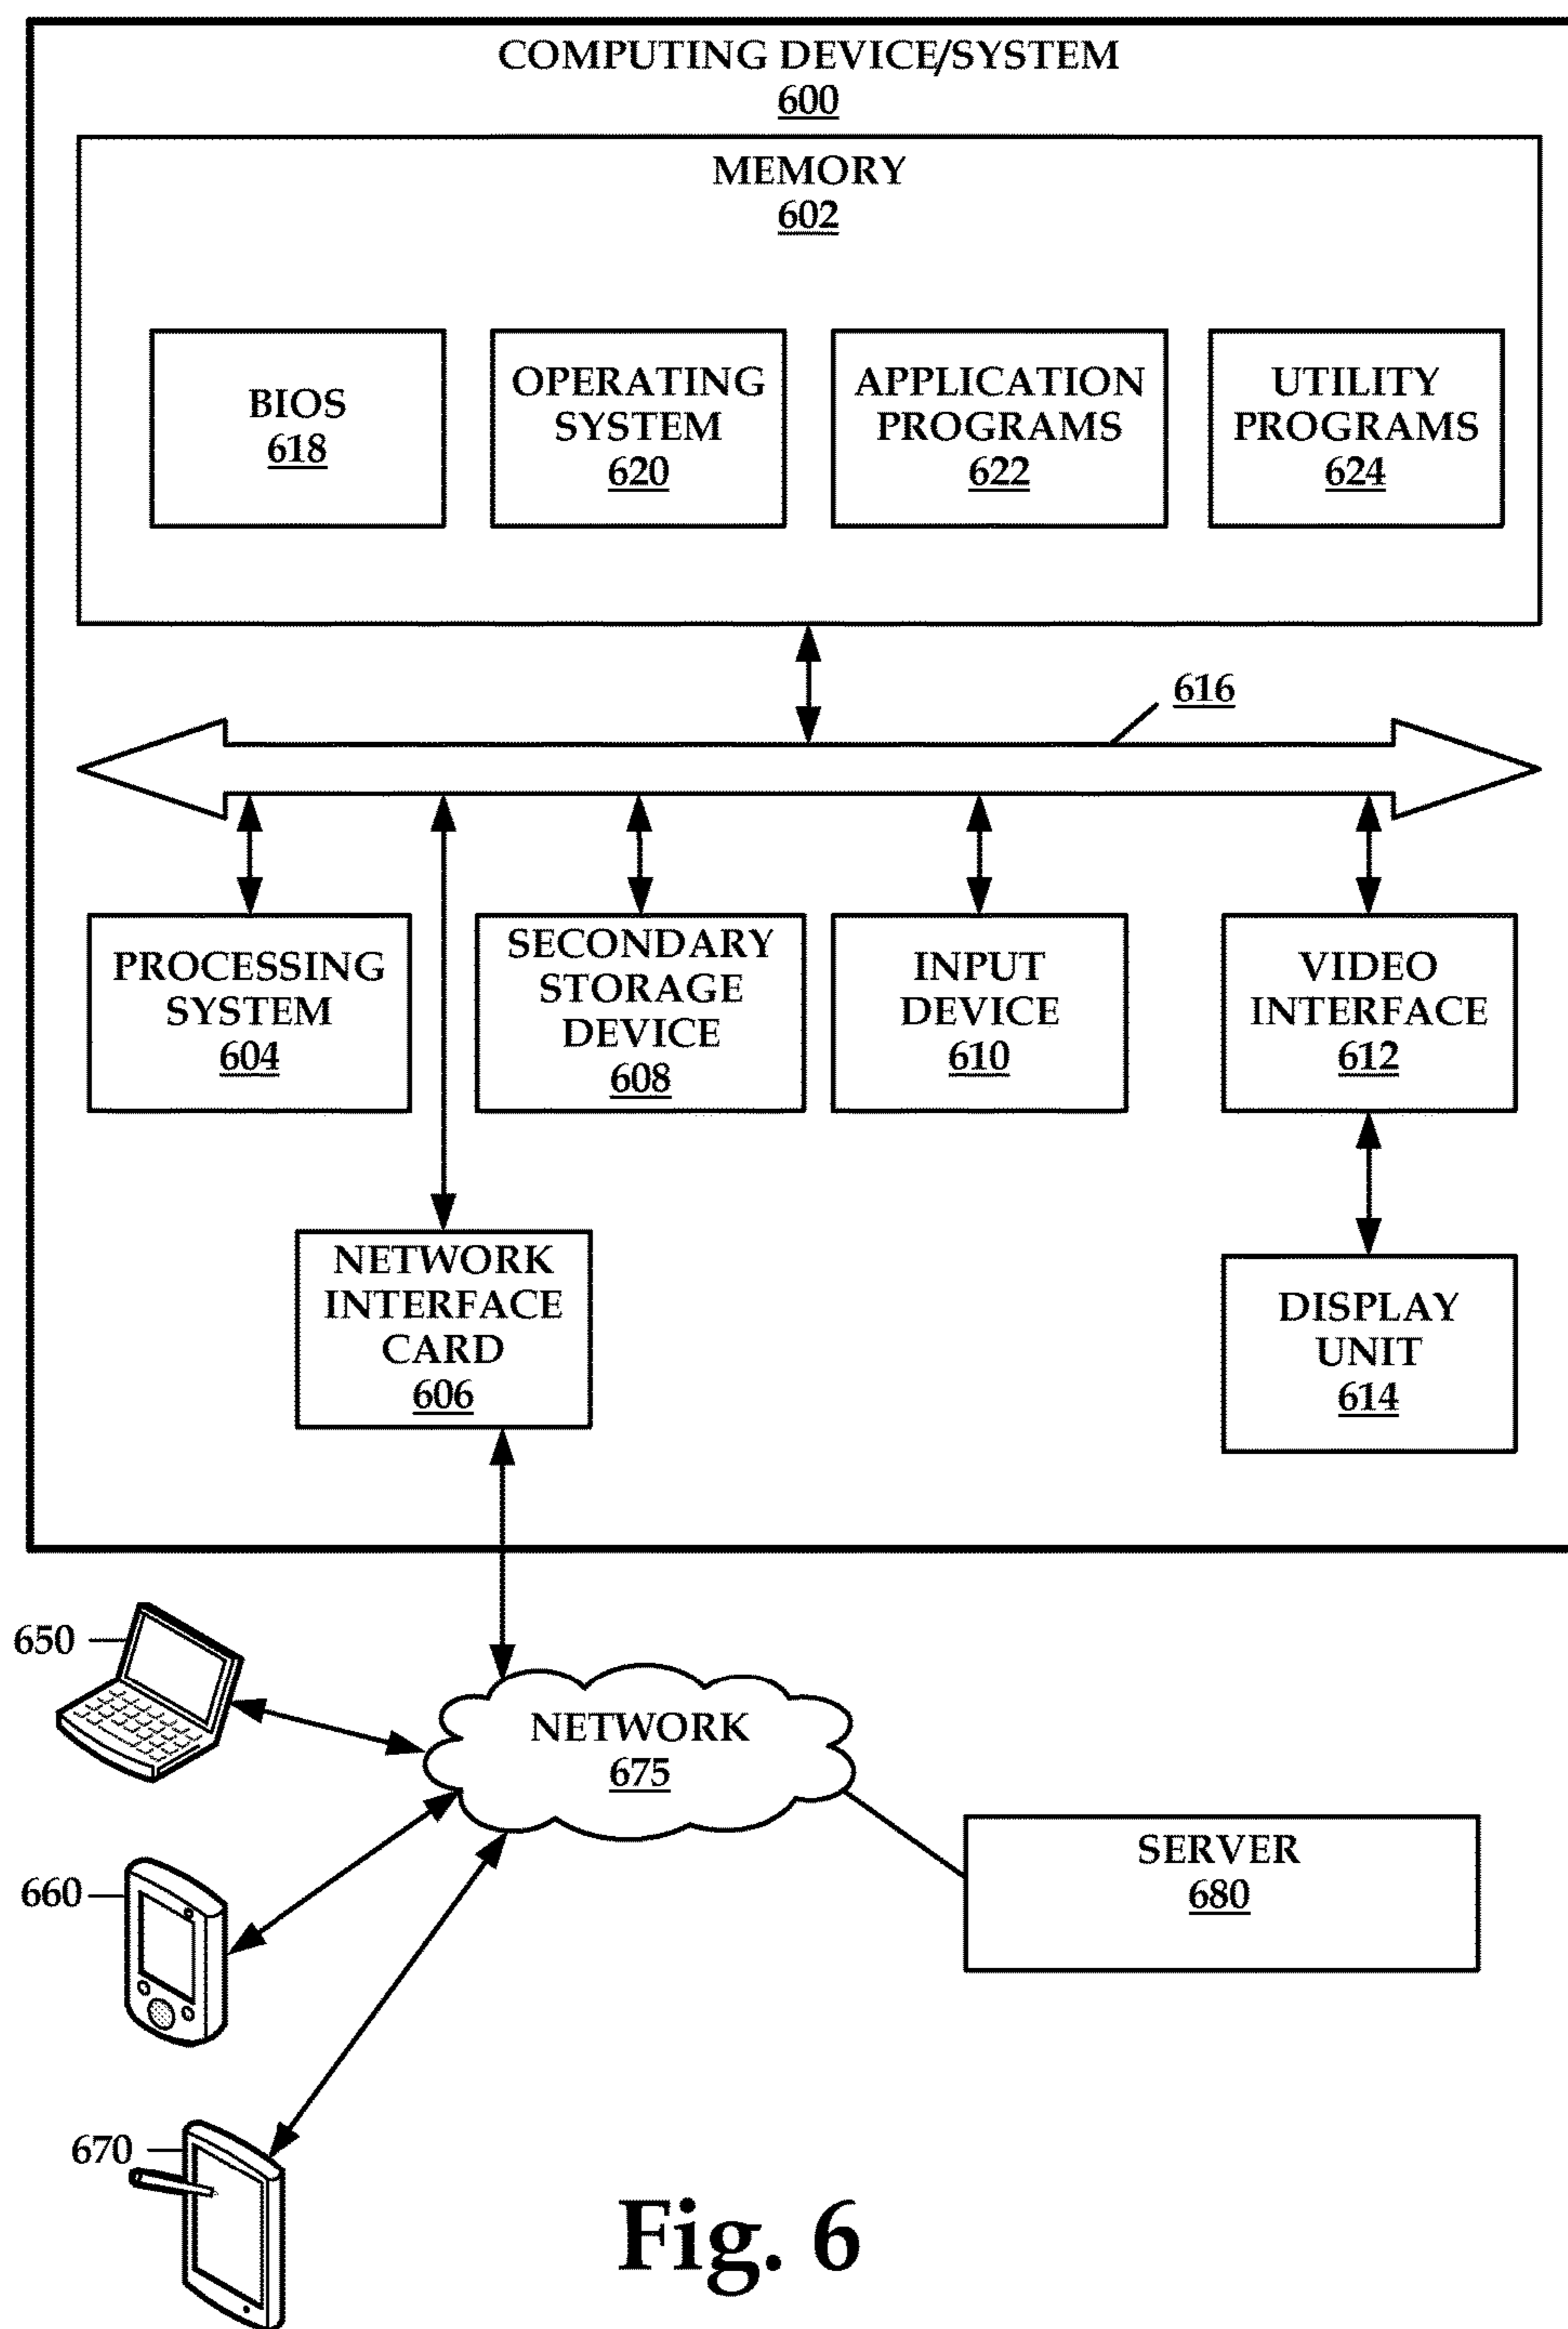 COMPUTING DEVICE/SYSTEM
600
MEMORY
602
BIOS
618
OPERATING
SYSTEM
620
APPLICATION
PROGRAMS
622
UTILITY
PROGRAMS
624
616
PROCESSING
SYSTEM
604
SECONDARY
STORAGE
DEVICE
608
INPUT
DEVICE
610
VIDEO
INTERFACE
612
NETWORK
INTERFACE
CARD
606
DISPLAY
UNIT
614
650
NETWORK
675
SERVER
680
660
670
Fig. 6